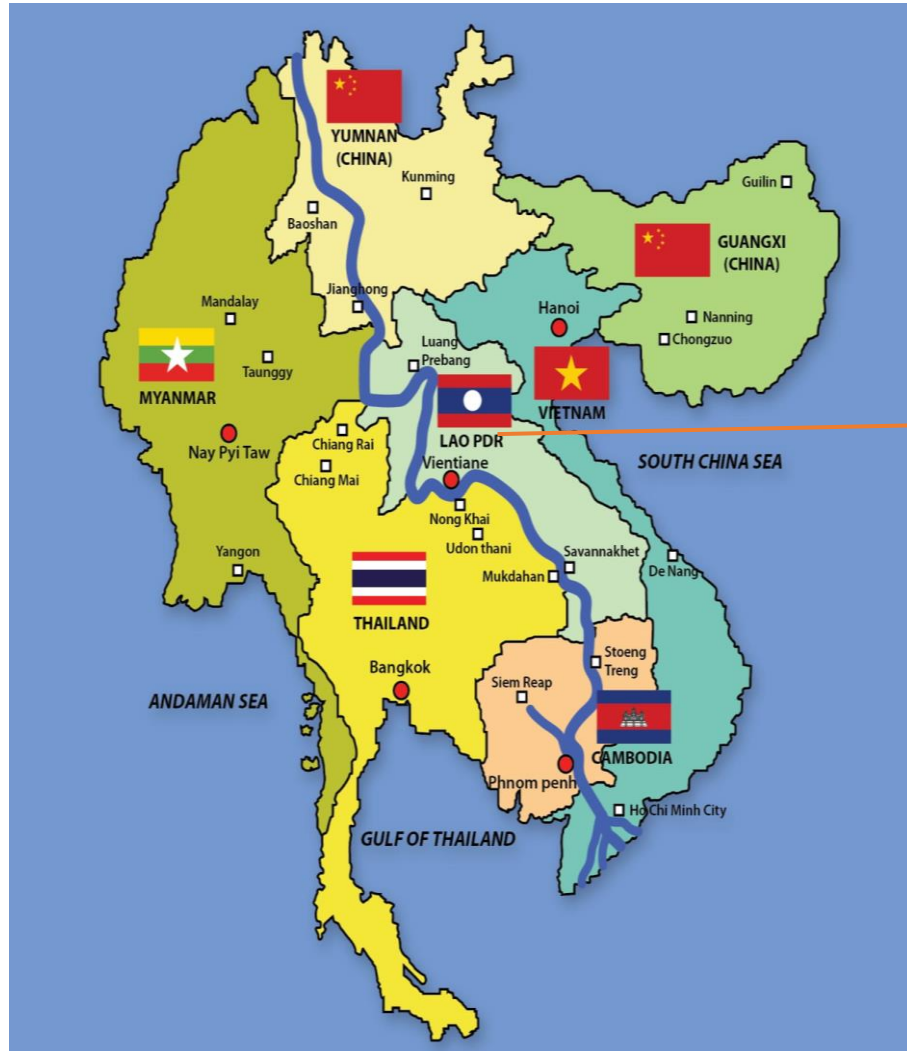 YUMNAN
(CHINA)
Kunming
Guilin
Baoshan
GUANGXI
(CHINA)
Jianghong
Mandalay
Hanoi
Nanning
Chongzuo
Luang
Prebang
Taunggy
MYANMAR
VIETNAM
LAO PDR
Chiang Rai
Nay Pyi Taw
Vientiane
SOUTH CHINA SEA
Chiang Mai
Nong Khai
Udon thani
Yangon
Savannakhet
Mukdahan
De Nang
THAILAND
Stoeng
Treng
Bangkok
Siem Reap
ANDAMAN SEA
CAMBODIA
Phnom penh
Ho Chi Minh City
GULF OF THAILAND